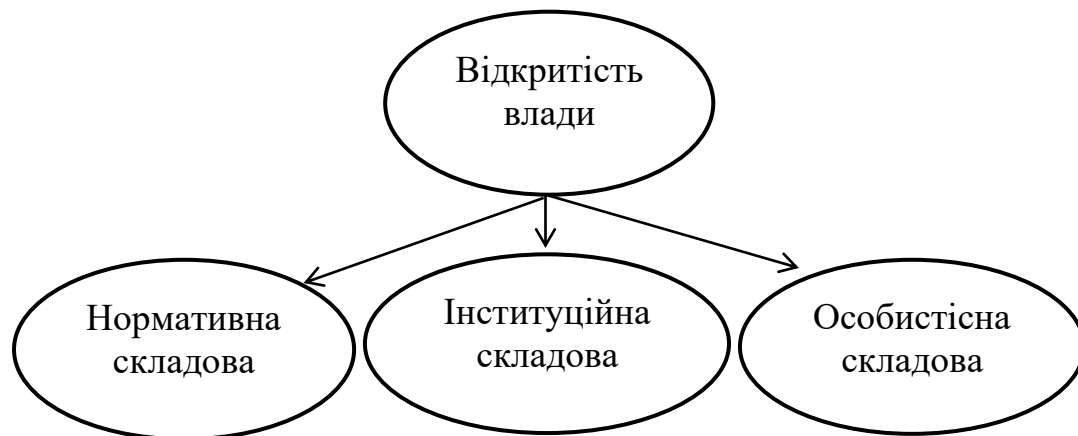 Відкритість
влади
Нормативна
складова
Інституційна
складова
Особистісна
складова